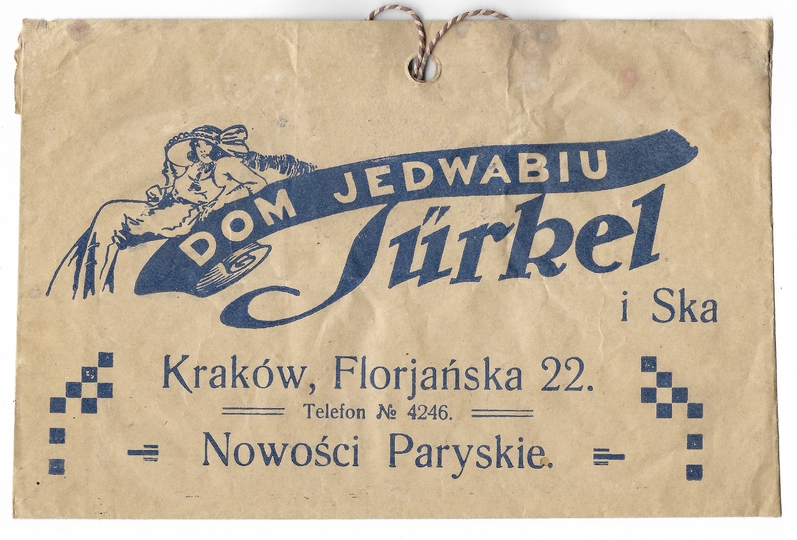 DOM JEDWABIU
Türkel
i Ska
Kraków, Florjańska 22.
Telefon № 4246.
Nowości Paryskie.